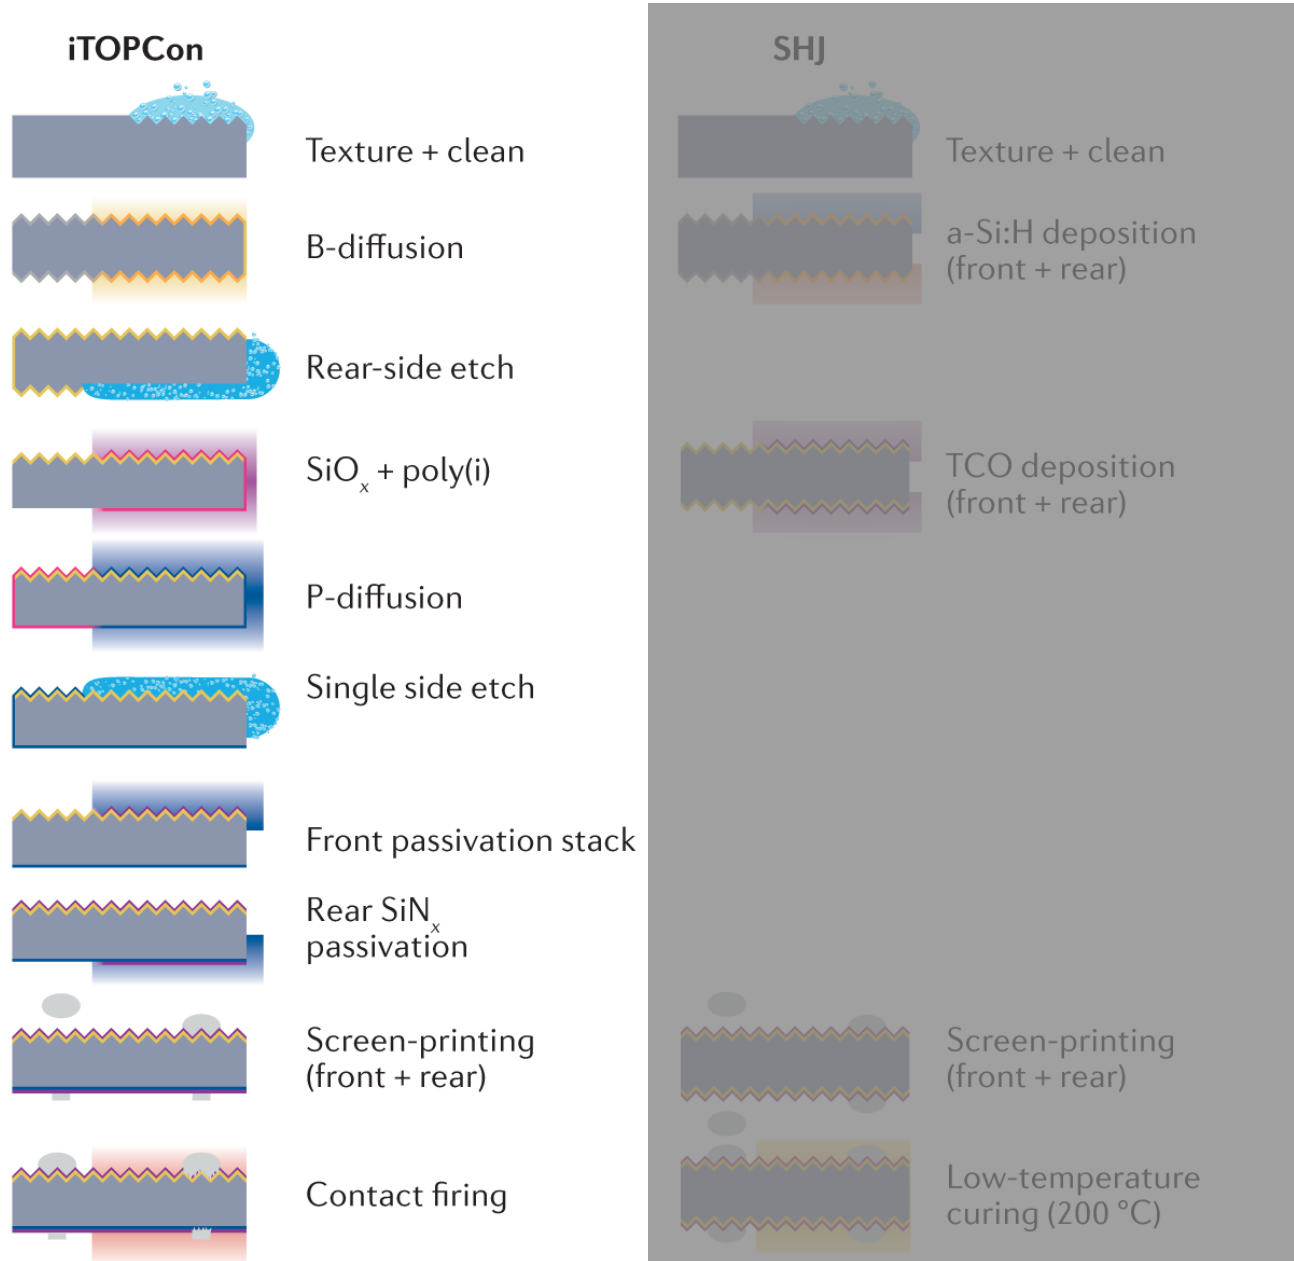 iTOPCon
Texture + clean
B-diffusion
Rear-side etch
SiOₓ + poly(i)
P-diffusion
Single side etch
Front passivation stack
Rear SiNₓ
passivation
Screen-printing
(front + rear)
Contact firing
SHJ
Texture + clean
a-Si:H deposition
(front + rear)
TCO deposition
(front + rear)
Screen-printing
(front + rear)
Low-temperature
curing (200 °C)